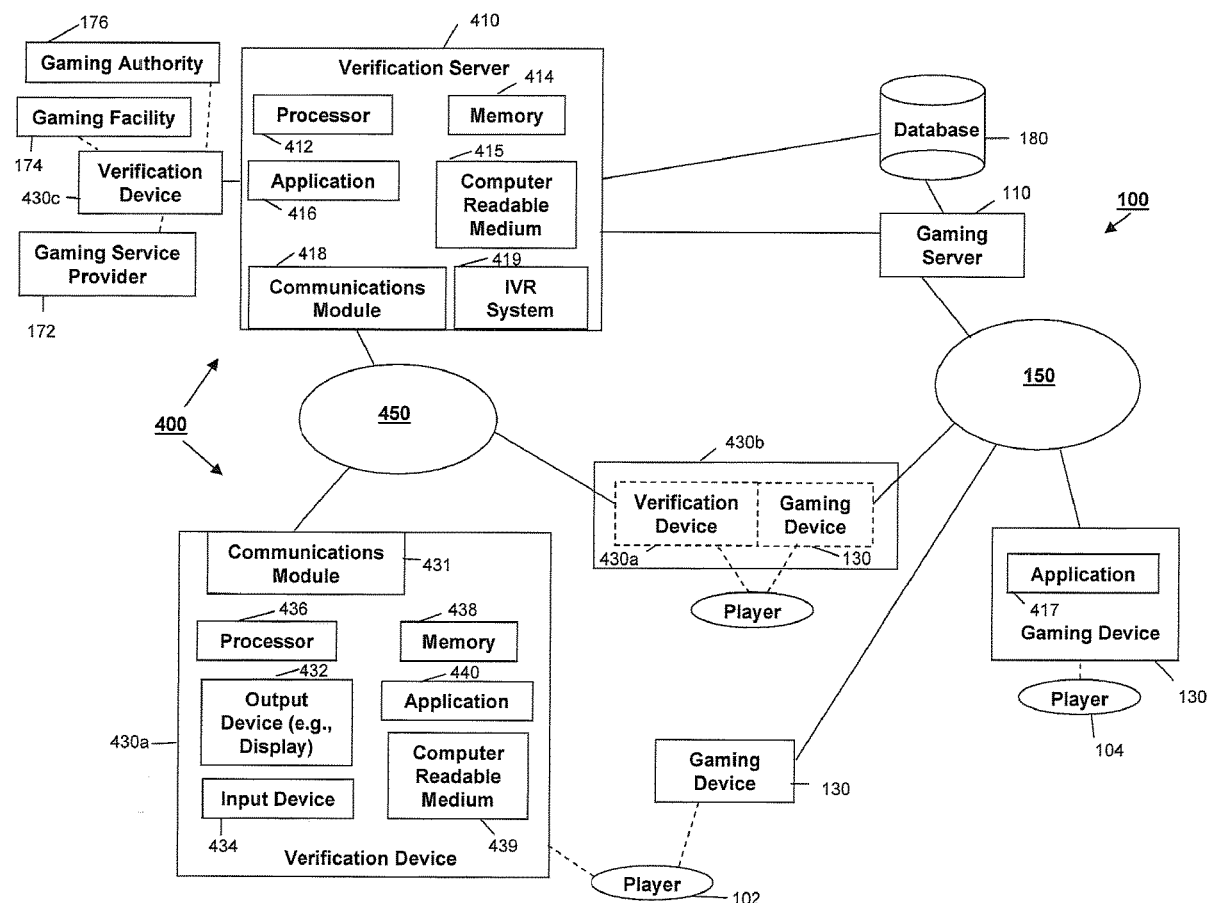 176
410
Gaming Authority
Verification Server
414
Gaming Facility
Processor
Memory
Database
180
174
412
415
Verification
Device
430c
Application
416
Computer
Readable
Medium
110
100
Gaming
Server
Gaming Service
Provider
172
418
419
Communications
Module
IVR
System
400
450
150
430b
Verification
Device
Gaming
Device
430a
130
Communications
Module
431
Application
417
Gaming Device
Player
436
438
Processor
Memory
432
440
Output
Device (e.g.,
Display)
Application
430a
Computer
Readable
Medium
Player
130
104
Gaming
Device
130
Input Device
434
439
Verification Device
Player
102